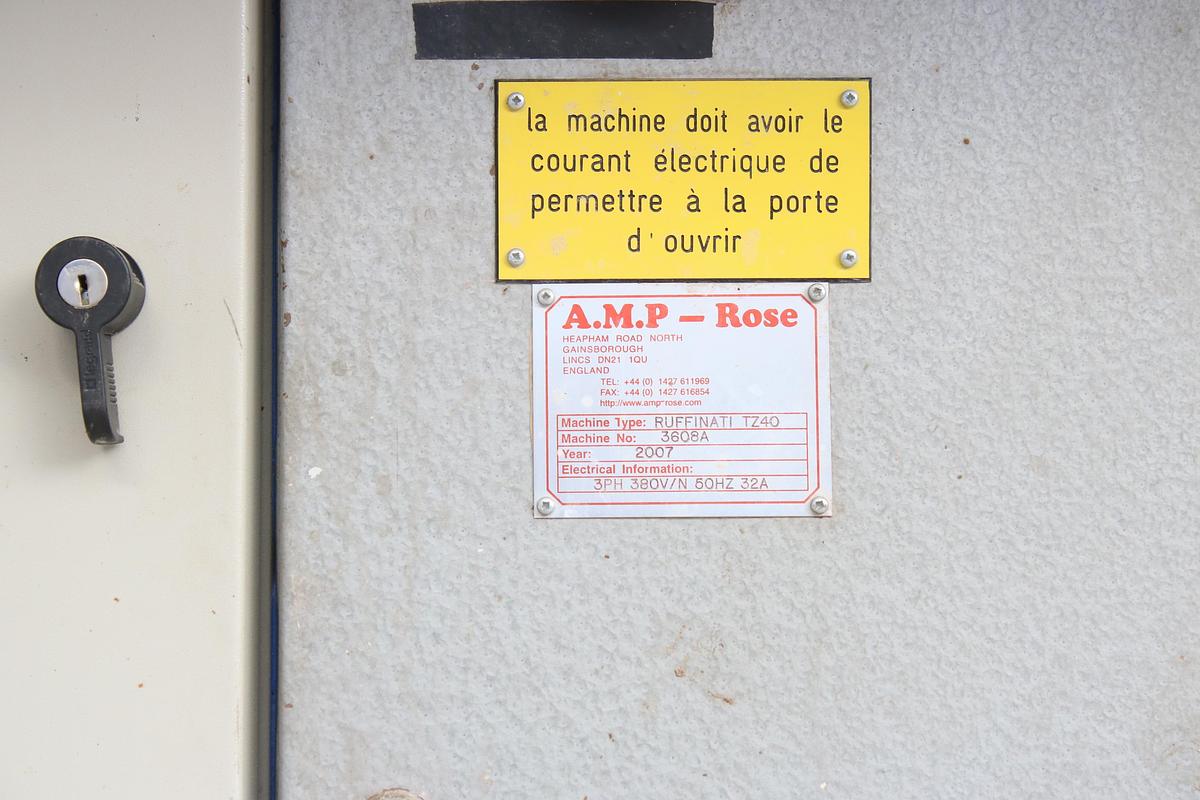 la machine doit avoir le
courant électrique de
permettre à la porte
d'ouvrir
A.M.P – Rose
HEAPHAM ROAD NORTH
GAINSBOROUGH
LINCS DN21 1QU
ENGLAND
TEL: +44 (0) 1427 611969
FAX: +44 (0) 1427 616854
http://www.amp-rose.com
Machine Type: RUFFINATI TZ40
Machine No: 3608A
Year: 2007
Electrical Information:
3PH 380V/N 50HZ 32A
legrand